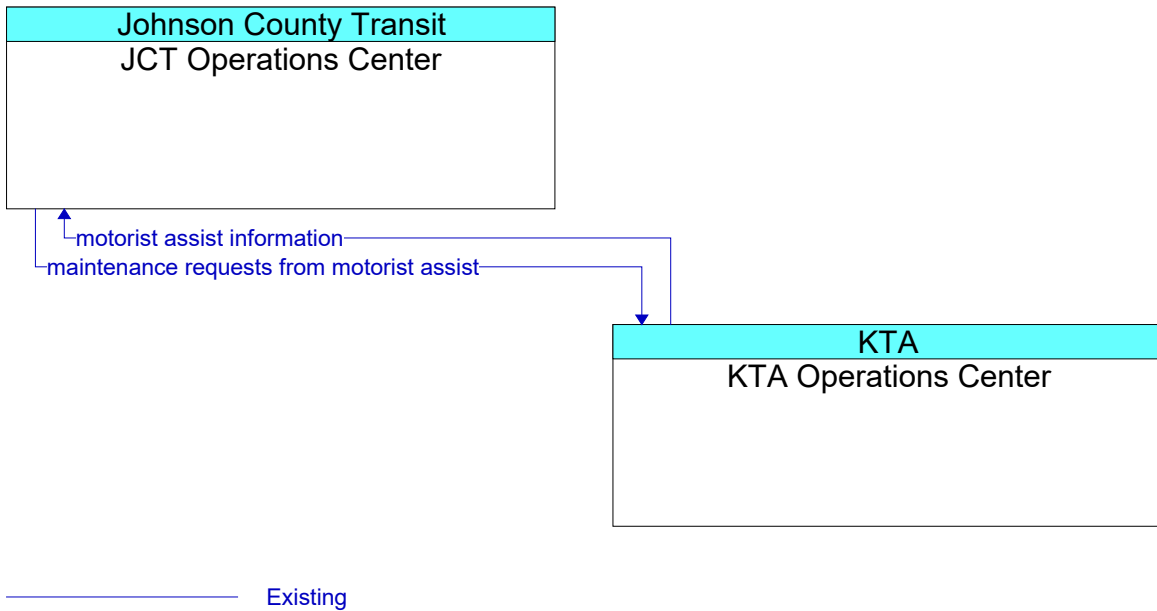 Johnson County Transit
JCT Operations Center
motorist assist information
maintenance requests from motorist assist
KTA
KTA Operations Center
Existing